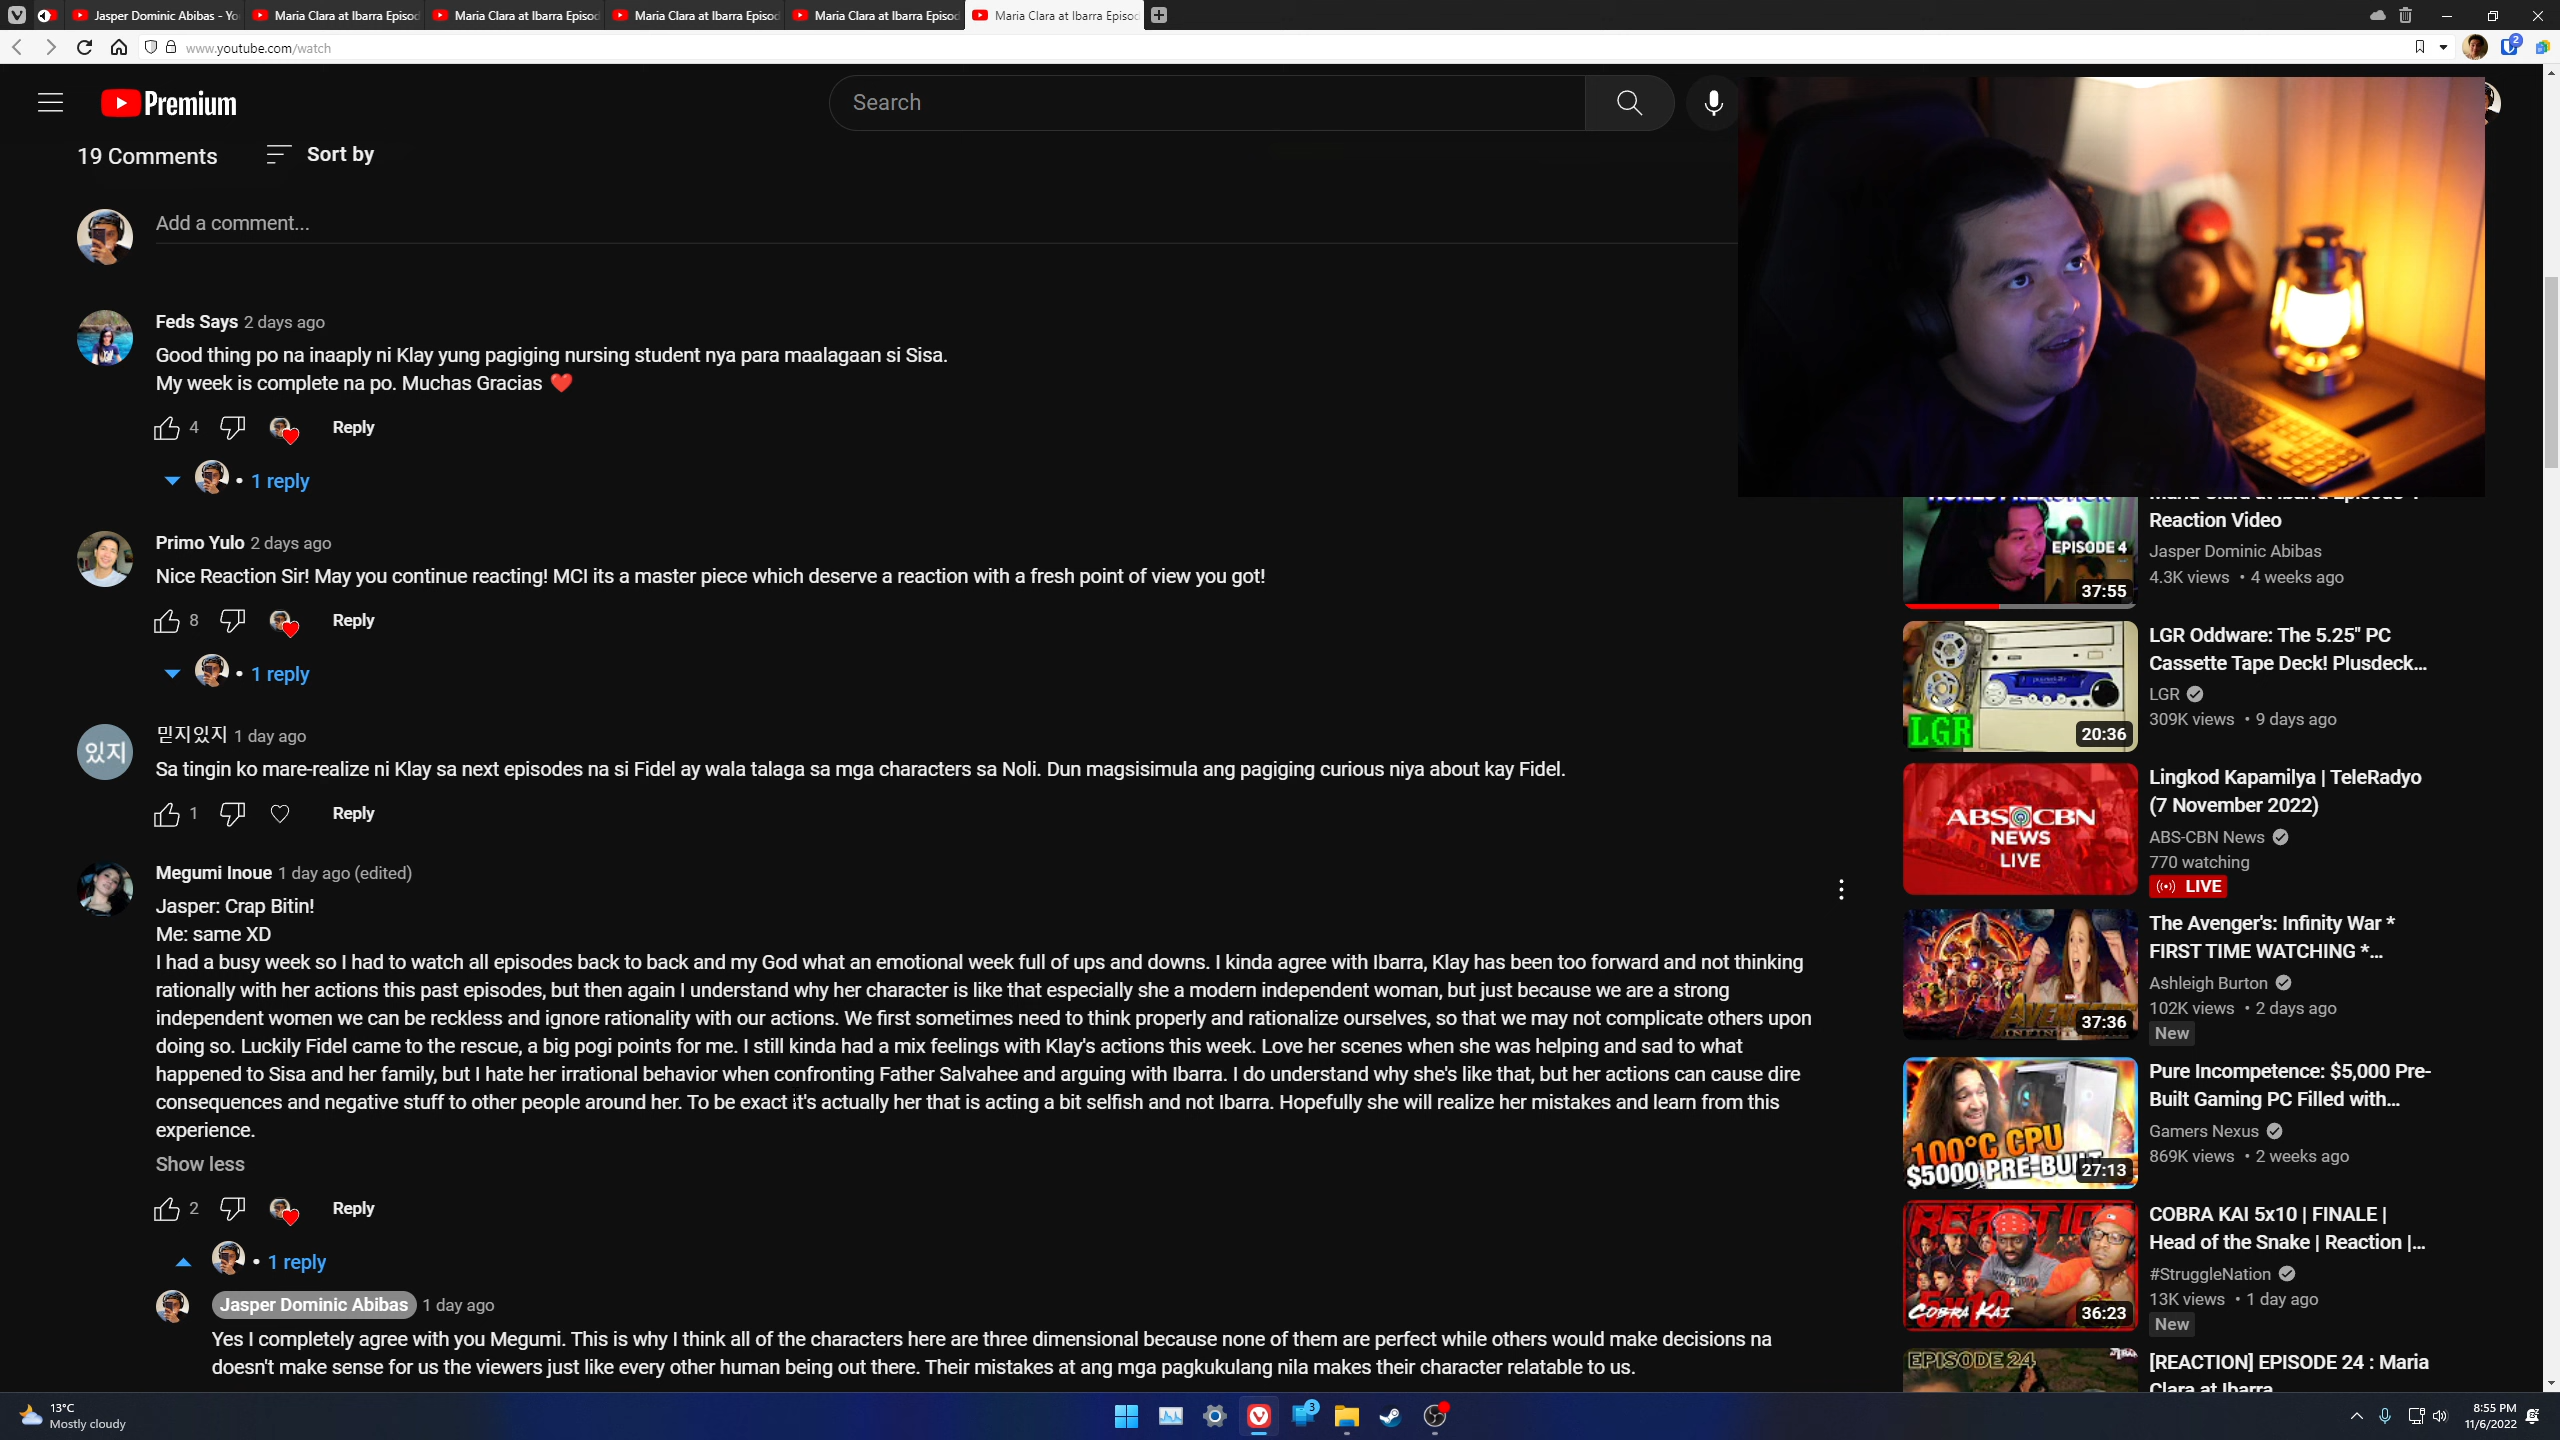 Jasper Dominic Abibas - Yo
Maria Clara at Ibarra Episod
Maria Clara at Ibarra Episod
Maria Clara at Ibarra Episod
Maria Clara at Ibarra Episod
Maria Clara at Ibarra Episod
www.youtube.com/watch
2
Premium
Search
19 Comments
Sort by
Add a comment...
Feds Says 2 days ago
Good thing po na inaaply ni Klay yung pagiging nursing student nya para maalagaan si Sisa.
My week is complete na po. Muchas Gracias ❤️
4
Reply
• 1 reply
Primo Yulo 2 days ago
Nice Reaction Sir! May you continue reacting! MCI its a master piece which deserve a reaction with a fresh point of view you got!
8
Reply
• 1 reply
있지
믿지있지 1 day ago
Sa tingin ko mare-realize ni Klay sa next episodes na si Fidel ay wala talaga sa mga characters sa Noli. Dun magsisimula ang pagiging curious niya about kay Fidel.
1
Reply
Megumi Inoue 1 day ago (edited)
Jasper: Crap Bitin!
Me: same XD
I had a busy week so I had to watch all episodes back to back and my God what an emotional week full of ups and downs. I kinda agree with Ibarra, Klay has been too forward and not thinking
rationally with her actions this past episodes, but then again I understand why her character is like that especially she a modern independent woman, but just because we are a strong
independent women we can be reckless and ignore rationality with our actions. We first sometimes need to think properly and rationalize ourselves, so that we may not complicate others upon
doing so. Luckily Fidel came to the rescue, a big pogi points for me. I still kinda had a mix feelings with Klay's actions this week. Love her scenes when she was helping and sad to what
happened to Sisa and her family, but I hate her irrational behavior when confronting Father Salvahee and arguing with Ibarra. I do understand why she's like that, but her actions can cause dire
consequences and negative stuff to other people around her. To be exact it's actually her that is acting a bit selfish and not Ibarra. Hopefully she will realize her mistakes and learn from this
experience.
Show less
2
Reply
• 1 reply
Jasper Dominic Abibas 1 day ago
Yes I completely agree with you Megumi. This is why I think all of the characters here are three dimensional because none of them are perfect while others would make decisions na
doesn't make sense for us the viewers just like every other human being out there. Their mistakes at ang mga pagkukulang nila makes their character relatable to us.
EPISODE 4
37:55
Maria Clara at Ibarra Episode 4
Reaction Video
Jasper Dominic Abibas
4.3K views • 4 weeks ago
LGR
20:36
LGR Oddware: The 5.25" PC
Cassette Tape Deck! Plusdeck...
LGR
309K views • 9 days ago
ABS CBN
NEWS
LIVE
Lingkod Kapamilya | TeleRadyo
(7 November 2022)
ABS-CBN News
770 watching
LIVE
37:36
The Avenger's: Infinity War *
FIRST TIME WATCHING *...
Ashleigh Burton
102K views • 2 days ago
New
100°C CPU
$5000 PRE-BUILT
27:13
Pure Incompetence: $5,000 Pre-
Built Gaming PC Filled with...
Gamers Nexus
869K views • 2 weeks ago
REACTION
5x10
COBRA KAI
36:23
COBRA KAI 5x10 | FINALE |
Head of the Snake | Reaction |...
#StruggleNation
13K views • 1 day ago
New
EPISODE 24
[REACTION] EPISODE 24 : Maria
Clara at Ibarra
13°C
Mostly cloudy
3
8:55 PM
11/6/2022